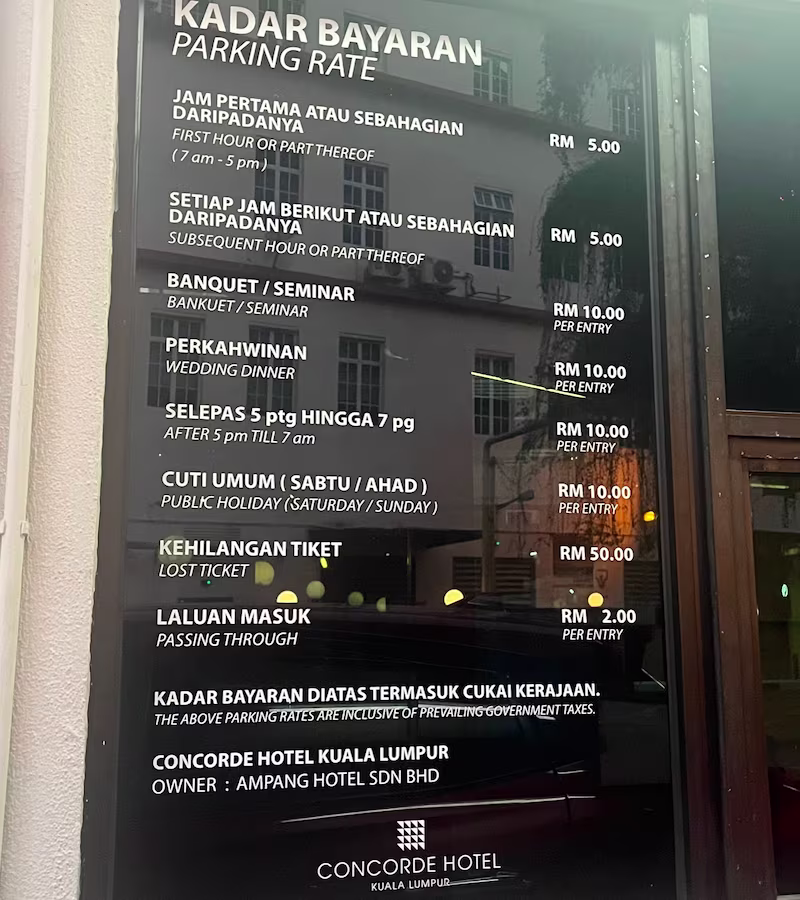 KADAR BAYARAN
PARKING RATE
JAM PERTAMA ATAU SEBAHAGIAN
DARIPADANYA
FIRST HOUR OR PART THEREOF
( 7 am - 5 pm )
RM 5.00
SETIAP JAM BERIKUT ATAU SEBAHAGIAN
DARIPADANYA
SUBSEQUENT HOUR OR PART THEREOF
RM 5.00
BANQUET / SEMINAR
BANKUET / SEMINAR
RM 10.00
PER ENTRY
PERKAHWINAN
WEDDING DINNER
RM 10.00
PER ENTRY
SELEPAS 5 ptg HINGGA 7 pg
AFTER 5 pm TILL 7 am
RM 10.00
PER ENTRY
CUTI UMUM ( SABTU / AHAD )
PUBLIC HOLIDAY (SATURDAY / SUNDAY )
RM 10.00
PER ENTRY
KEHILANGAN TIKET
LOST TICKET
RM 50.00
LALUAN MASUK
PASSING THROUGH
RM 2.00
PER ENTRY
KADAR BAYARAN DIATAS TERMASUK CUKAI KERAJAAN.
THE ABOVE PARKING RATES ARE INCLUSIVE OF PREVAILING GOVERNMENT TAXES.
CONCORDE HOTEL KUALA LUMPUR
OWNER : AMPANG HOTEL SDN BHD
CONCORDE HOTEL
KUALA LUMPUR